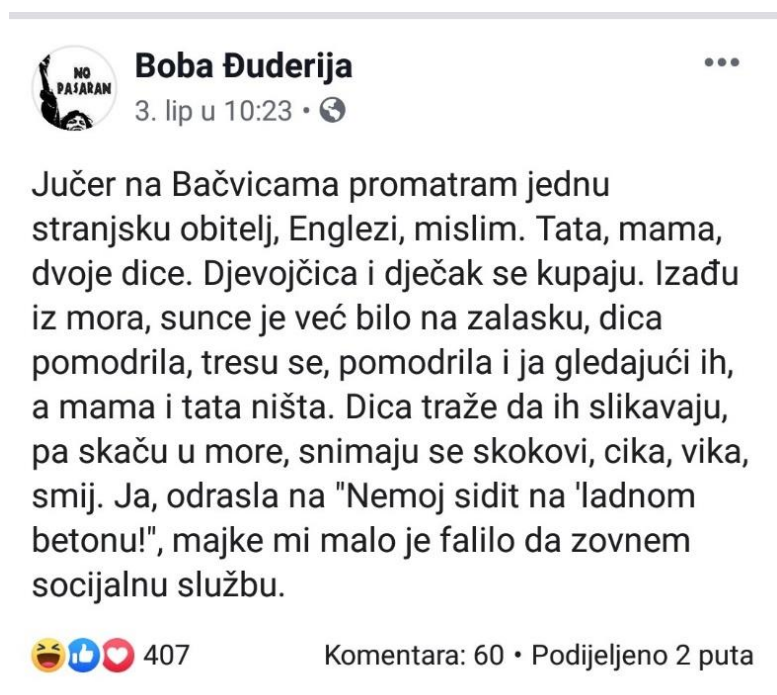 NO
PASARAN
Boba Đuderija
3. lip u 10:23 •
Jučer na Bačvicama promatram jednu
stranjsku obitelj, Englezi, mislim. Tata, mama,
dvoje dice. Djevojčica i dječak se kupaju. Izađu
iz mora, sunce je već bilo na zalasku, dica
pomodrila, tresu se, pomodrila i ja gledajući ih,
a mama i tata ništa. Dica traže da ih slikavaju,
pa skaču u more, snimaju se skokovi, cika, vika,
smij. Ja, odrasla na "Nemoj sidit na 'ladnom
betonu!", majke mi malo je falilo da zovnem
socijalnu službu.
407 Komentara: 60 • Podijeljeno 2 puta